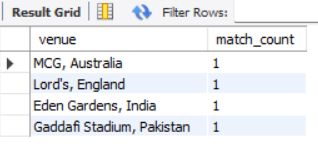 Result Grid Filter Rows:
venue match_count
MCG, Australia 1
Lord's, England 1
Eden Gardens, India 1
Gaddafi Stadium, Pakistan 1